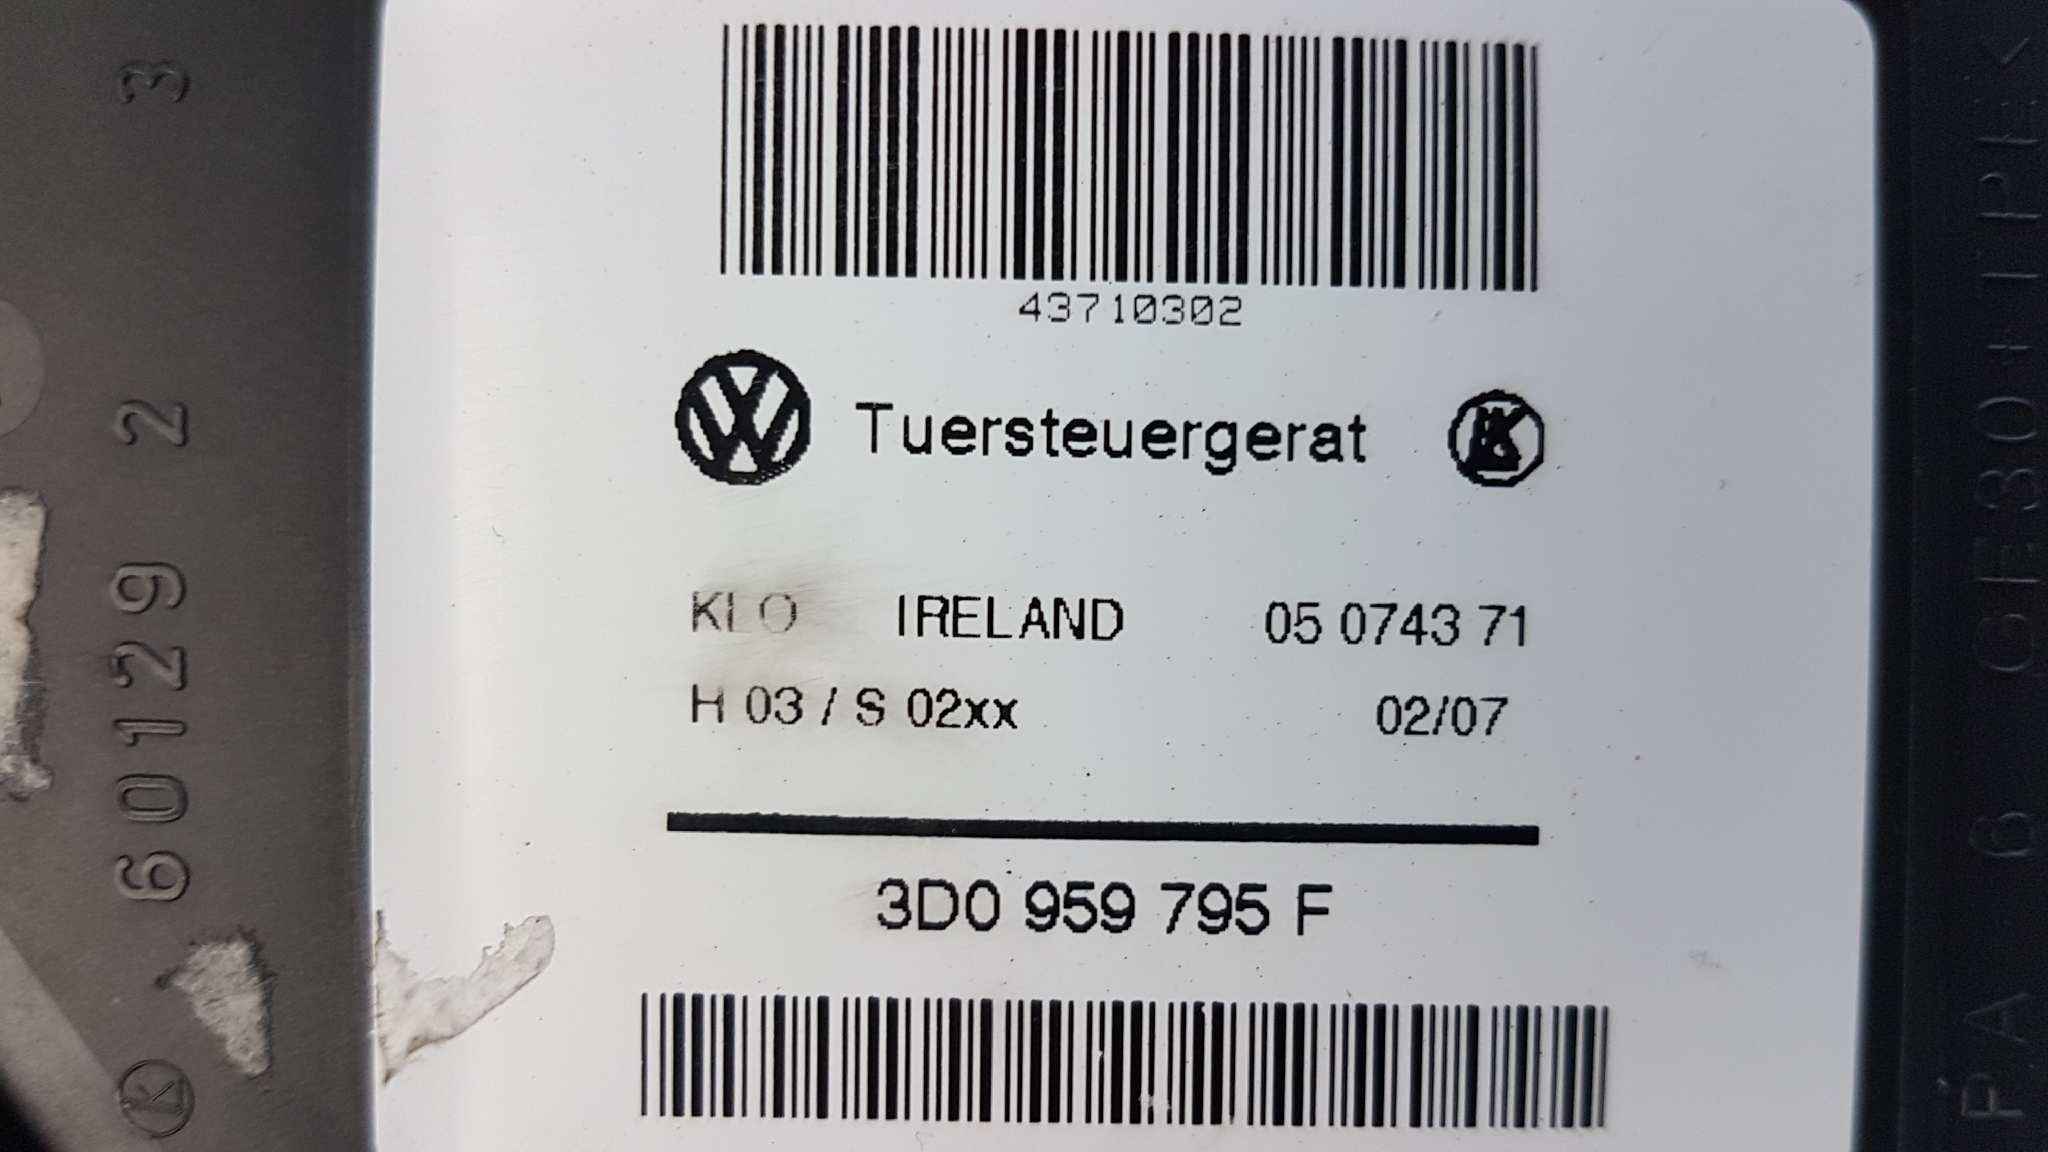 43710302
Tuersteuergerat
KLO IRELAND 05 0743 71
H 03 / S 02xx 02/07
3D0 959 795 F
60129 2 3
PA 6 GF30+IPE<